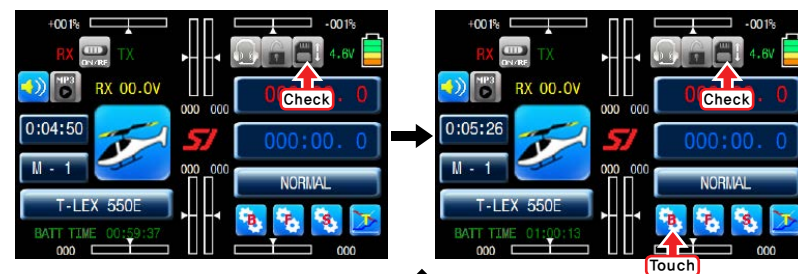 +001% -001%
RX ON/RF TX 4.6V
MP3 RX 00.0V Check
000 000
0:04:50 SJ 000:00. 0
M - 1 000 000 NORMAL
T-LEX 550E
B F S T
BATT TIME 00:59:37
000 000
+001% -001%
RX ON/RF TX 4.6V
MP3 RX 00.0V Check
000 000
0:05:26 SJ 000:00. 0
M - 1 000 000 NORMAL
T-LEX 550E
B F S T
BATT TIME 01:00:13
000 000
Touch